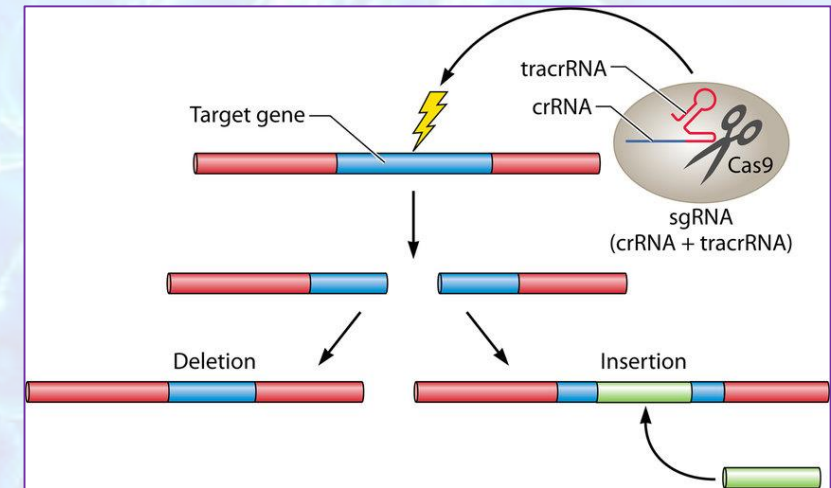 tracrRNA
crRNA
Target gene
Cas9
sgRNA
(crRNA + tracrRNA)
Deletion
Insertion